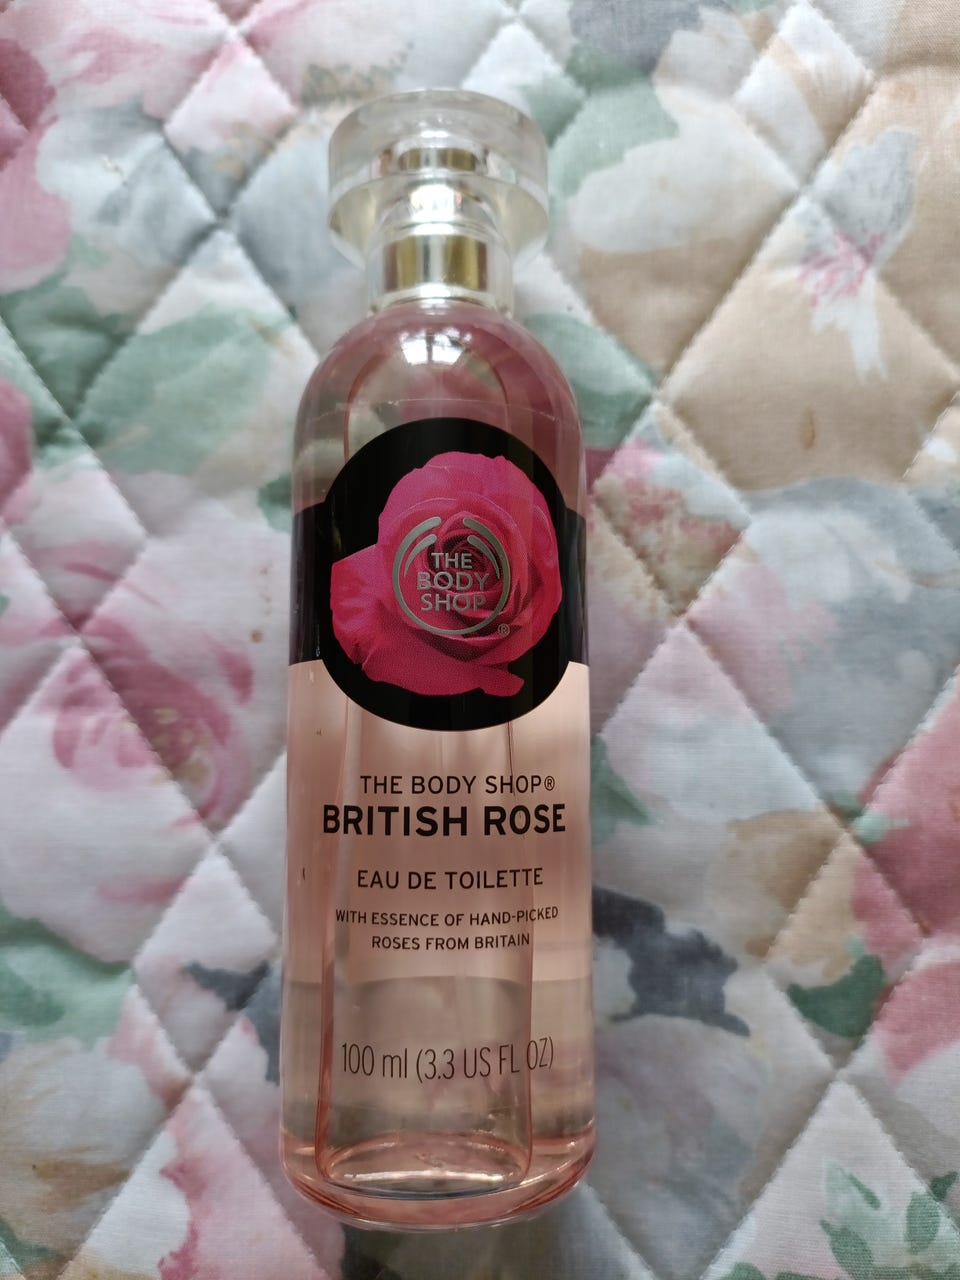 THE
BODY
SHOP
®
THE BODY SHOP®
BRITISH ROSE
EAU DE TOILETTE
WITH ESSENCE OF HAND-PICKED
ROSES FROM BRITAIN
100 ml (3.3 US FL OZ)